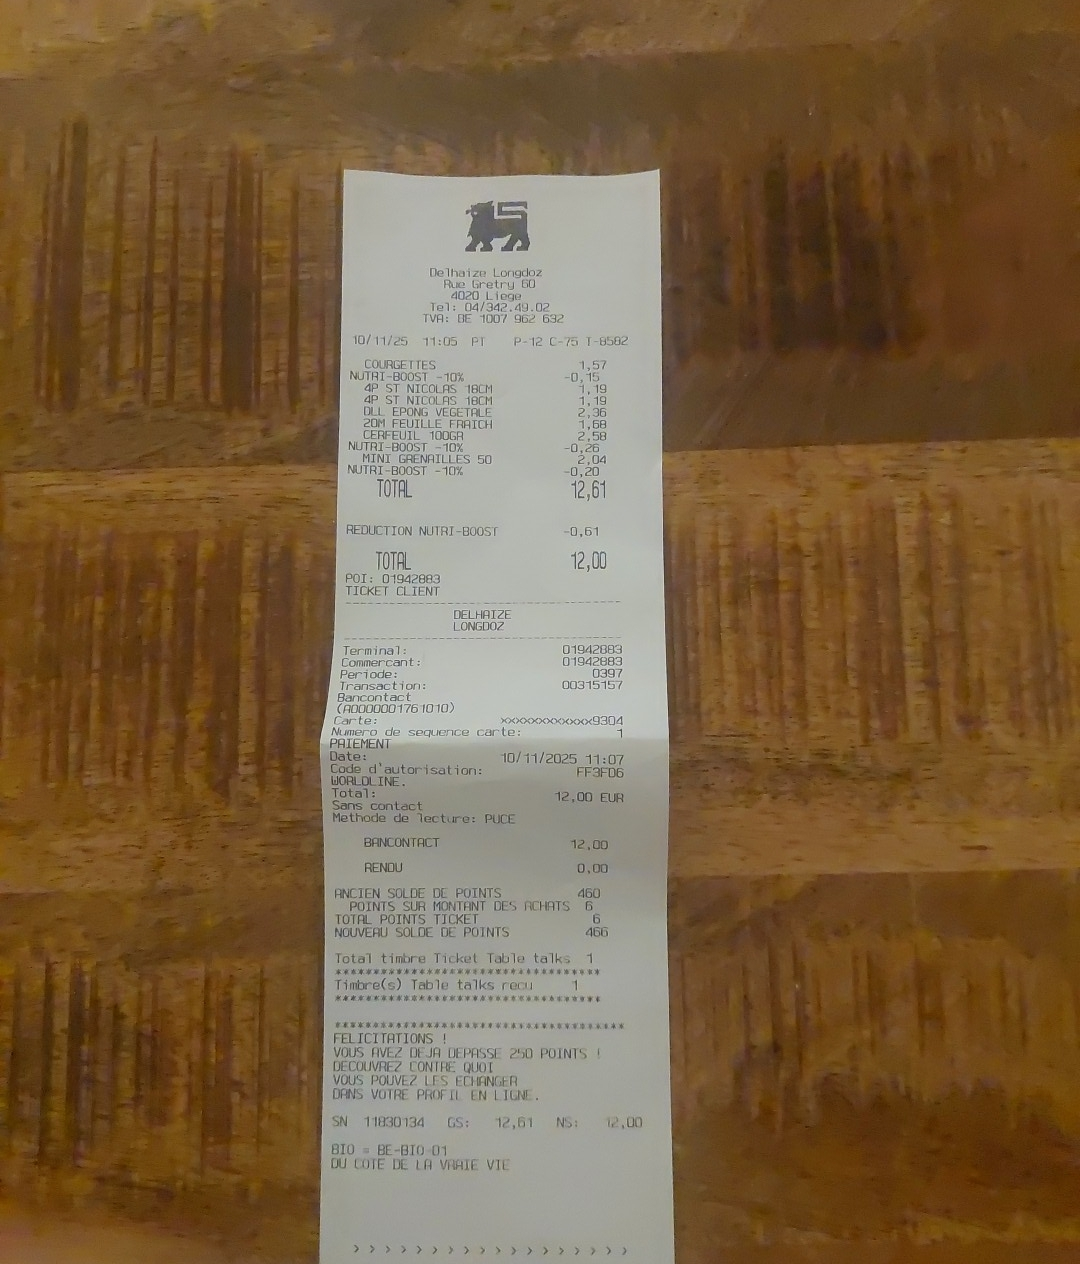 Delhaize Longdoz
Rue Gretry 60
4020 Liege
Tel: 04/342.49.02
TVA: BE 1007 962 632
10/11/25 11:05 PT P-12 C-75 T-8582
COURGETTES 1,57
NUTRI-BOOST -10% -0,15
4P ST NICOLAS 18CM 1,19
4P ST NICOLAS 18CM 1,19
DLL EPONG VEGETALE 2,36
2DM FEUILLE FRAICH 1,68
CERFEUIL 100GR 2,58
NUTRI-BOOST -10% -0,26
MINI GRENAILLES 50 2,04
NUTRI-BOOST -10% -0,20
TOTAL 12,61
REDUCTION NUTRI-BOOST -0,61
TOTAL 12,00
POI: 01942883
TICKET CLIENT
--------------------------------------------
DELHAIZE
LONGDOZ
--------------------------------------------
Terminal: 01942883
Commercant: 01942883
Periode: 0397
Transaction: 00315157
Bancontact
(A0000001761010)
Carte: xxxxxxxxxxxxx9304
Numero de sequence carte: 1
PAIEMENT
Date: 10/11/2025 11:07
Code d'autorisation: FF3FD6
WORLDLINE.
Total: 12,00 EUR
Sans contact
Methode de lecture: PUCE
BANCONTACT 12,00
RENDU 0,00
ANCIEN SOLDE DE POINTS 460
POINTS SUR MONTANT DES ACHATS 6
TOTAL POINTS TICKET 6
NOUVEAU SOLDE DE POINTS 466
Total timbre Ticket Table talks 1
**************************************
Timbre(s) Table talks recu 1
**************************************
******************************************
FELICITATIONS !
VOUS AVEZ DEJA DEPASSE 250 POINTS !
DECOUVREZ CONTRE QUOI
VOUS POUVEZ LES ECHANGER
DANS VOTRE PROFIL EN LIGNE.
SN 11830134 GS: 12,61 NS: 12,00
BIO = BE-BIO-01
DU COTE DE LA VRAIE VIE
> > > > > > > > > > > > > > > > > >